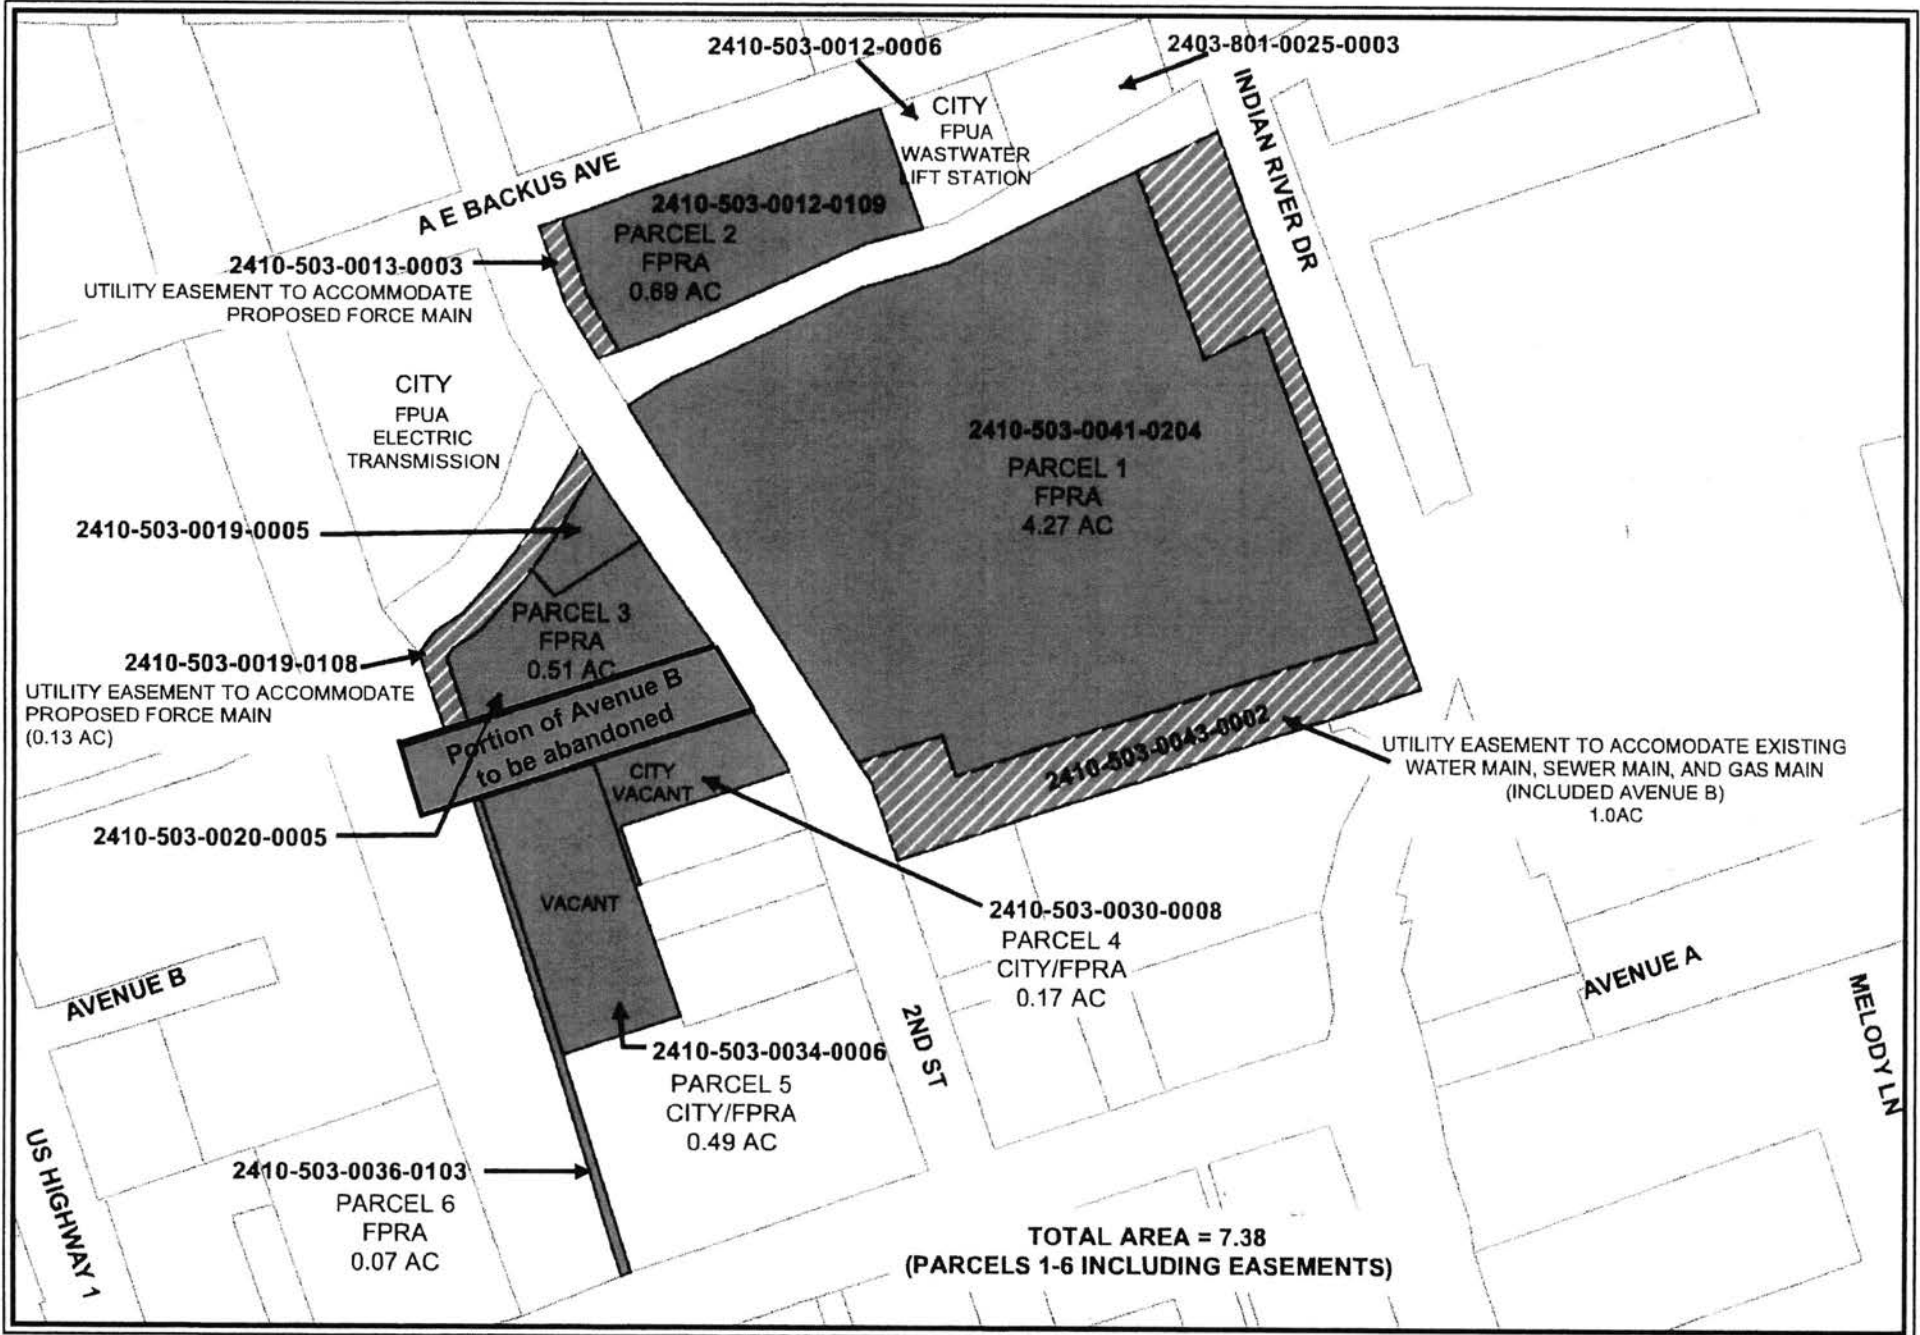 2410-503-0012-0006
2403-801-0025-0003
INDIAN RIVER DR
CITY
FPUA
WASTWATER
LIFT STATION
A E BACKUS AVE
2410-503-0012-0109
PARCEL 2
FPRA
0.69 AC
2410-503-0013-0003
UTILITY EASEMENT TO ACCOMMODATE
PROPOSED FORCE MAIN
CITY
FPUA
ELECTRIC
TRANSMISSION
2410-503-0041-0204
PARCEL 1
FPRA
4.27 AC
2410-503-0019-0005
PARCEL 3
FPRA
0.51 AC
2410-503-0019-0108
UTILITY EASEMENT TO ACCOMMODATE
PROPOSED FORCE MAIN
(0.13 AC)
Portion of Avenue B
to be abandoned
2410-503-0043-0002
UTILITY EASEMENT TO ACCOMODATE EXISTING
WATER MAIN, SEWER MAIN, AND GAS MAIN
(INCLUDED AVENUE B)
1.0AC
CITY
VACANT
2410-503-0020-0005
VACANT
2410-503-0030-0008
PARCEL 4
CITY/FPRA
0.17 AC
AVENUE B
AVENUE A
MELODY LN
2ND ST
2410-503-0034-0006
PARCEL 5
CITY/FPRA
0.49 AC
US HIGHWAY 1
2410-503-0036-0103
PARCEL 6
FPRA
0.07 AC
TOTAL AREA = 7.38
(PARCELS 1-6 INCLUDING EASEMENTS)